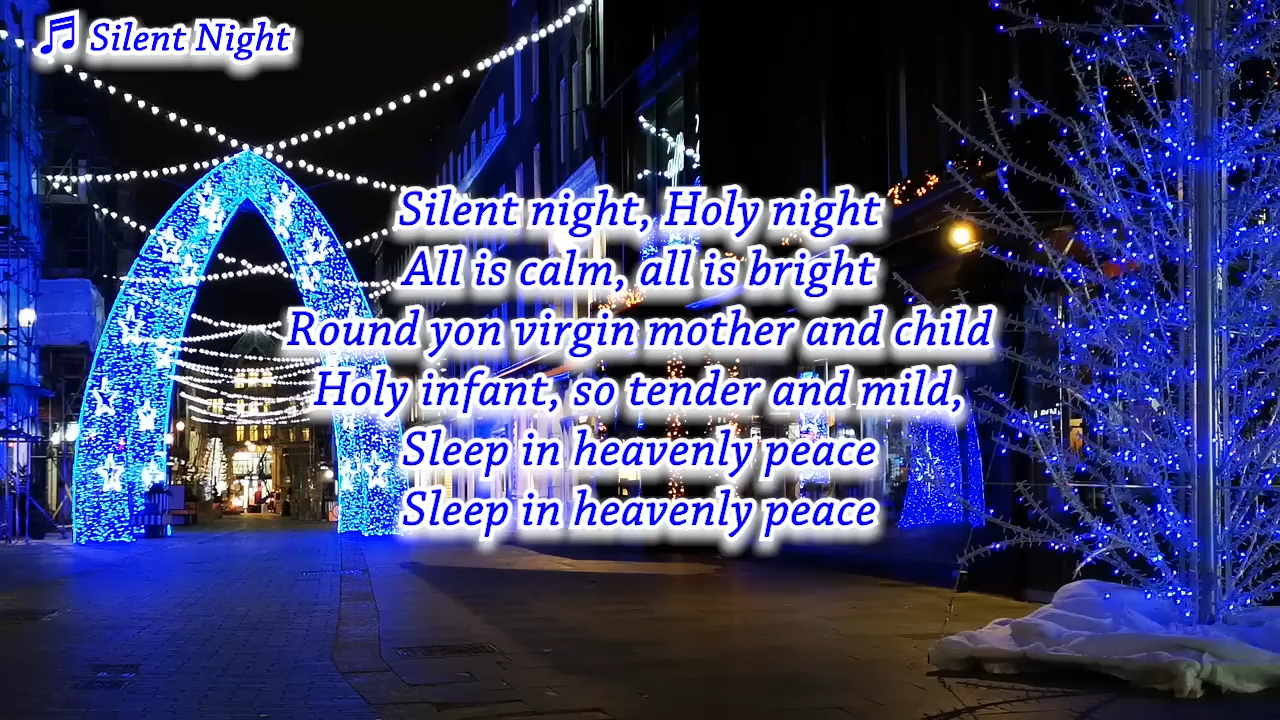 🎵 Silent Night
Silent night, Holy night
All is calm, all is bright
Round yon virgin mother and child
Holy infant, so tender and mild,
Sleep in heavenly peace
Sleep in heavenly peace